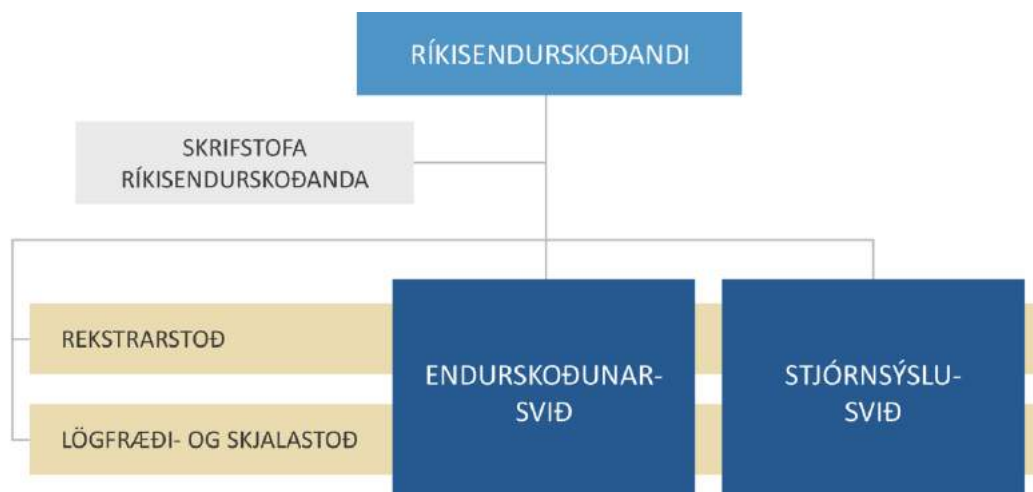 RÍKISENDURSKOÐANDI
SKRIFSTOFA
RÍKISENDURSKOÐANDA
REKSTRARSTOÐ
ENDURSKOÐUNAR-
SVIÐ
STJÓRNSÝSLU-
SVIÐ
LÖGFRÆÐI- OG SKJALASTOÐ